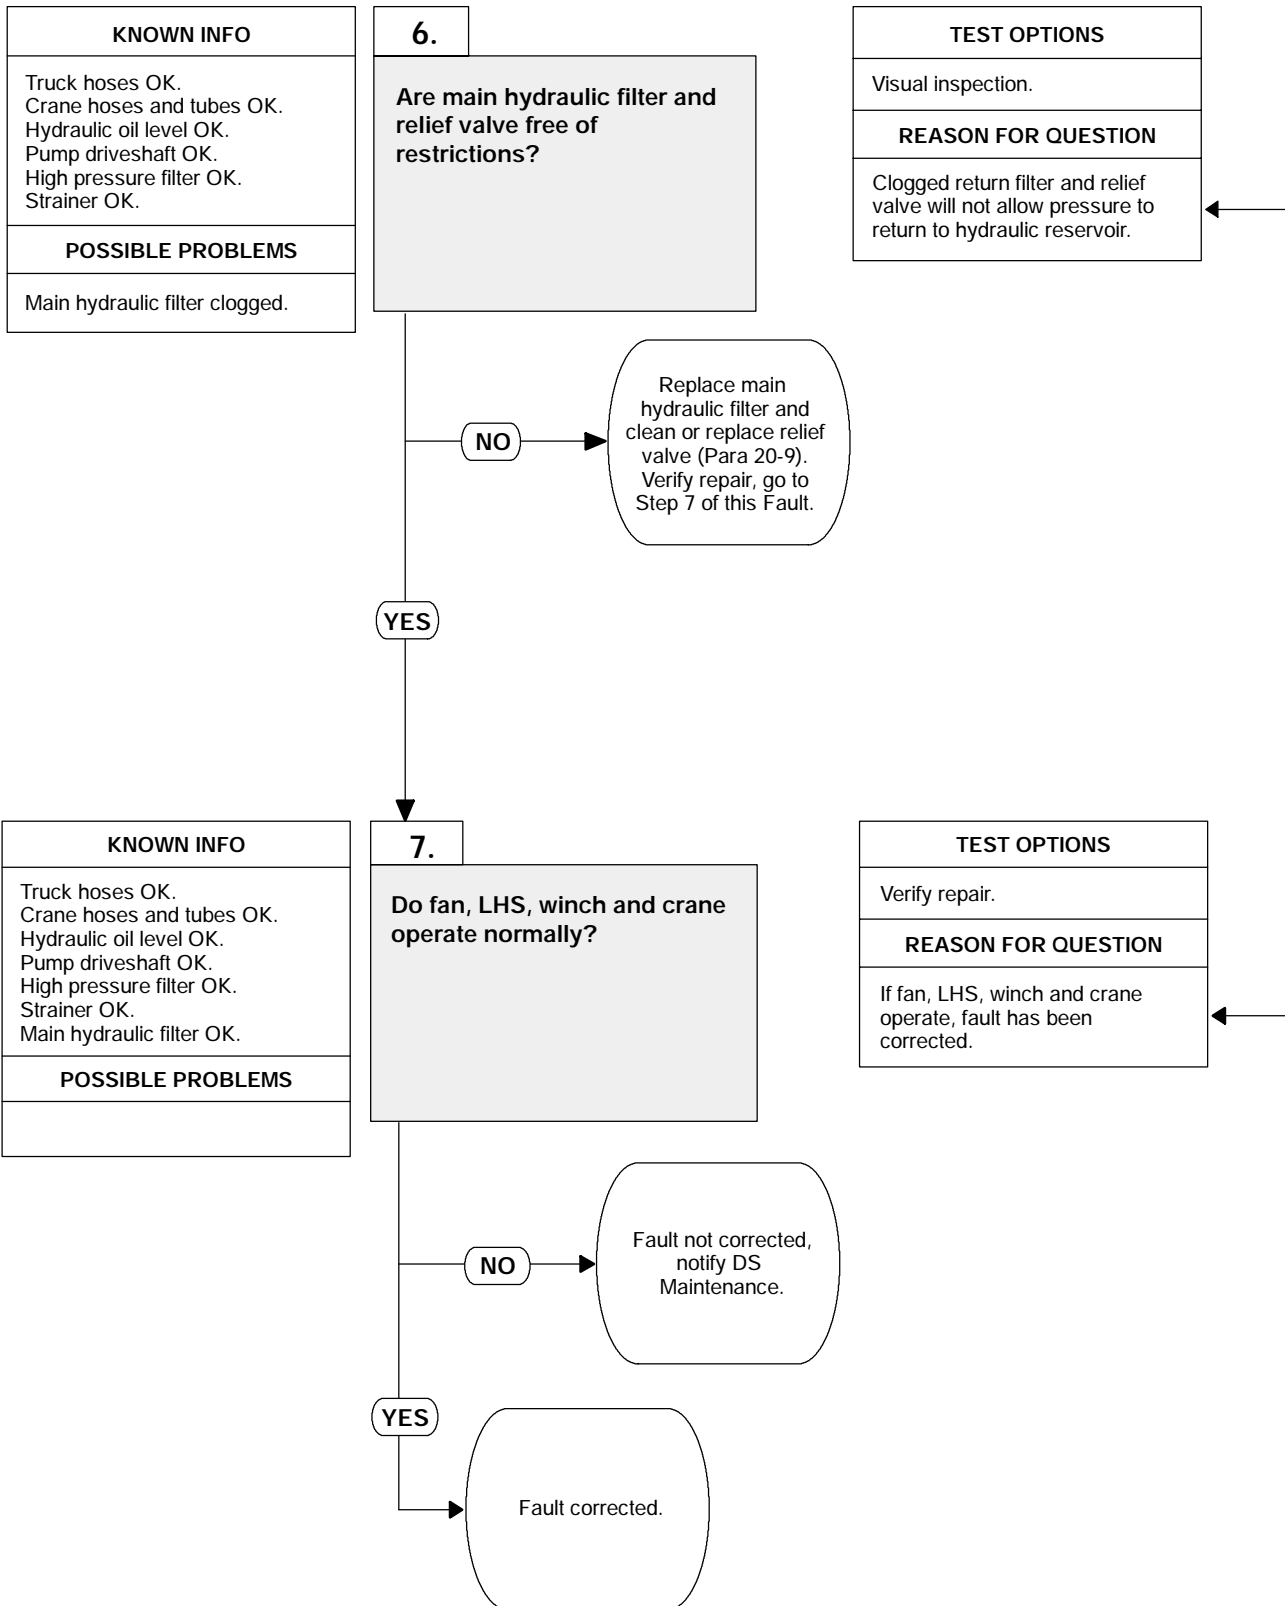 KNOWN INFO
Truck hoses OK.
Crane hoses and tubes OK.
Hydraulic oil level OK.
Pump driveshaft OK.
High pressure filter OK.
Strainer OK.
POSSIBLE PROBLEMS
Main hydraulic filter clogged.
6.
Are main hydraulic filter and
relief valve free of
restrictions?
TEST OPTIONS
Visual inspection.
REASON FOR QUESTION
Clogged return filter and relief
valve will not allow pressure to
return to hydraulic reservoir.
NO
Replace main
hydraulic filter and
clean or replace relief
valve (Para 20-9).
Verify repair, go to
Step 7 of this Fault.
YES
KNOWN INFO
Truck hoses OK.
Crane hoses and tubes OK.
Hydraulic oil level OK.
Pump driveshaft OK.
High pressure filter OK.
Strainer OK.
Main hydraulic filter OK.
POSSIBLE PROBLEMS
7.
Do fan, LHS, winch and crane
operate normally?
TEST OPTIONS
Verify repair.
REASON FOR QUESTION
If fan, LHS, winch and crane
operate, fault has been
corrected.
NO
Fault not corrected,
notify DS
Maintenance.
YES
Fault corrected.